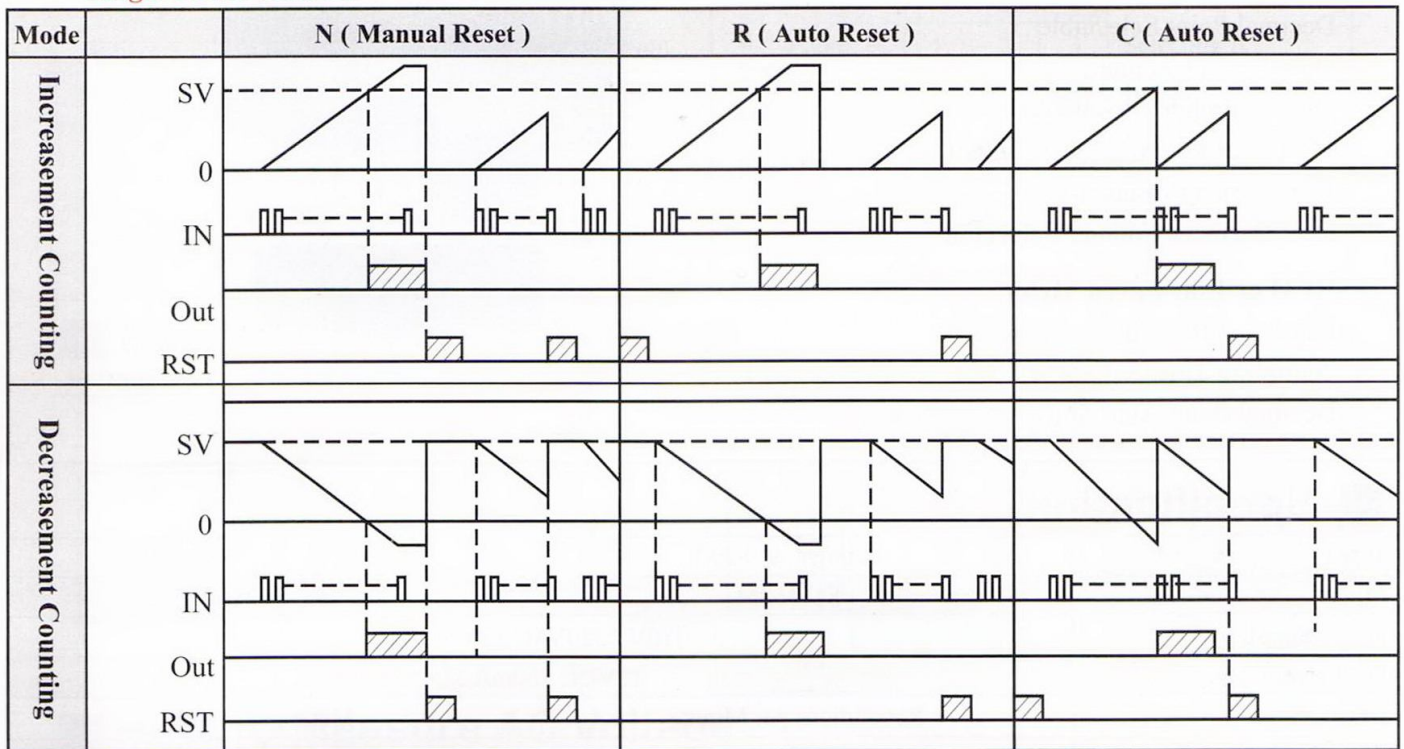 Mode
N ( Manual Reset )
R ( Auto Reset )
C ( Auto Reset )
Increasement Counting
SV
0
IN
Out
RST
Decreasement Counting
SV
0
IN
Out
RST